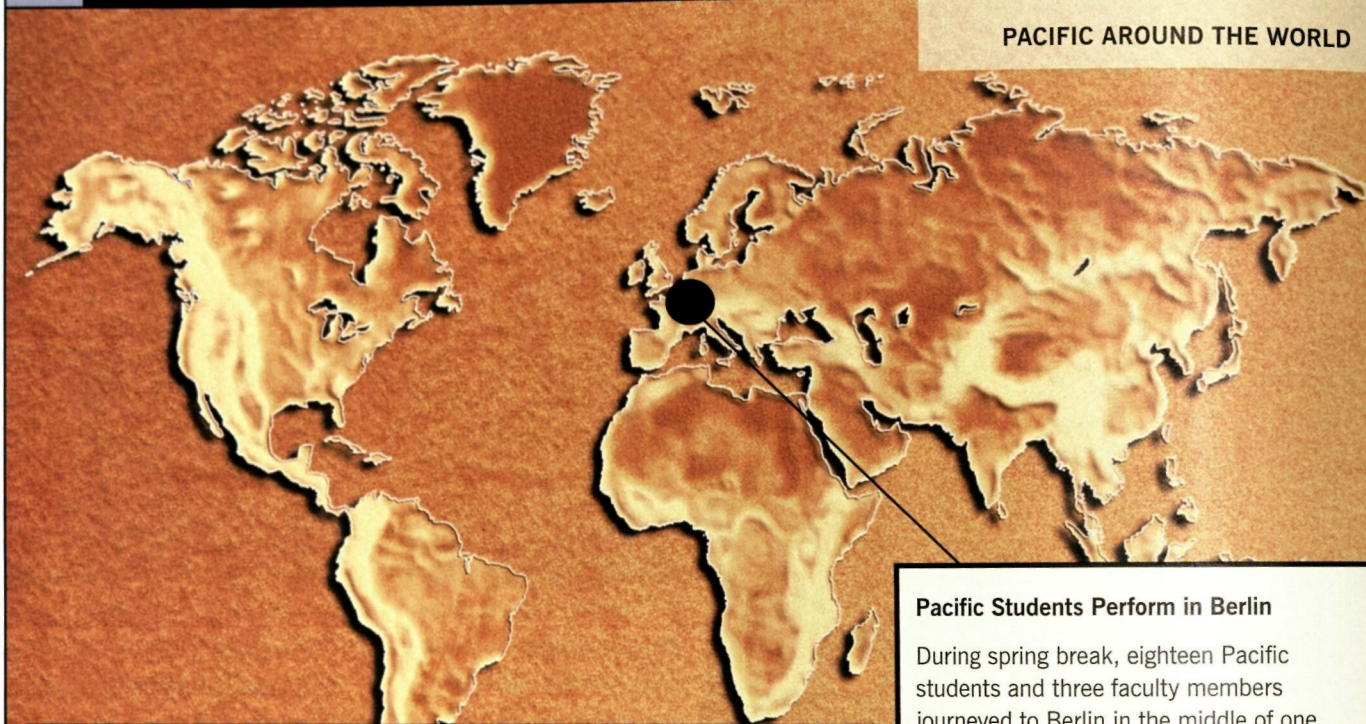 PACIFIC AROUND THE WORLD
Pacific Students Perform in Berlin
During spring break, eighteen Pacific
students and three faculty members
journeyed to Berlin in the middle of one